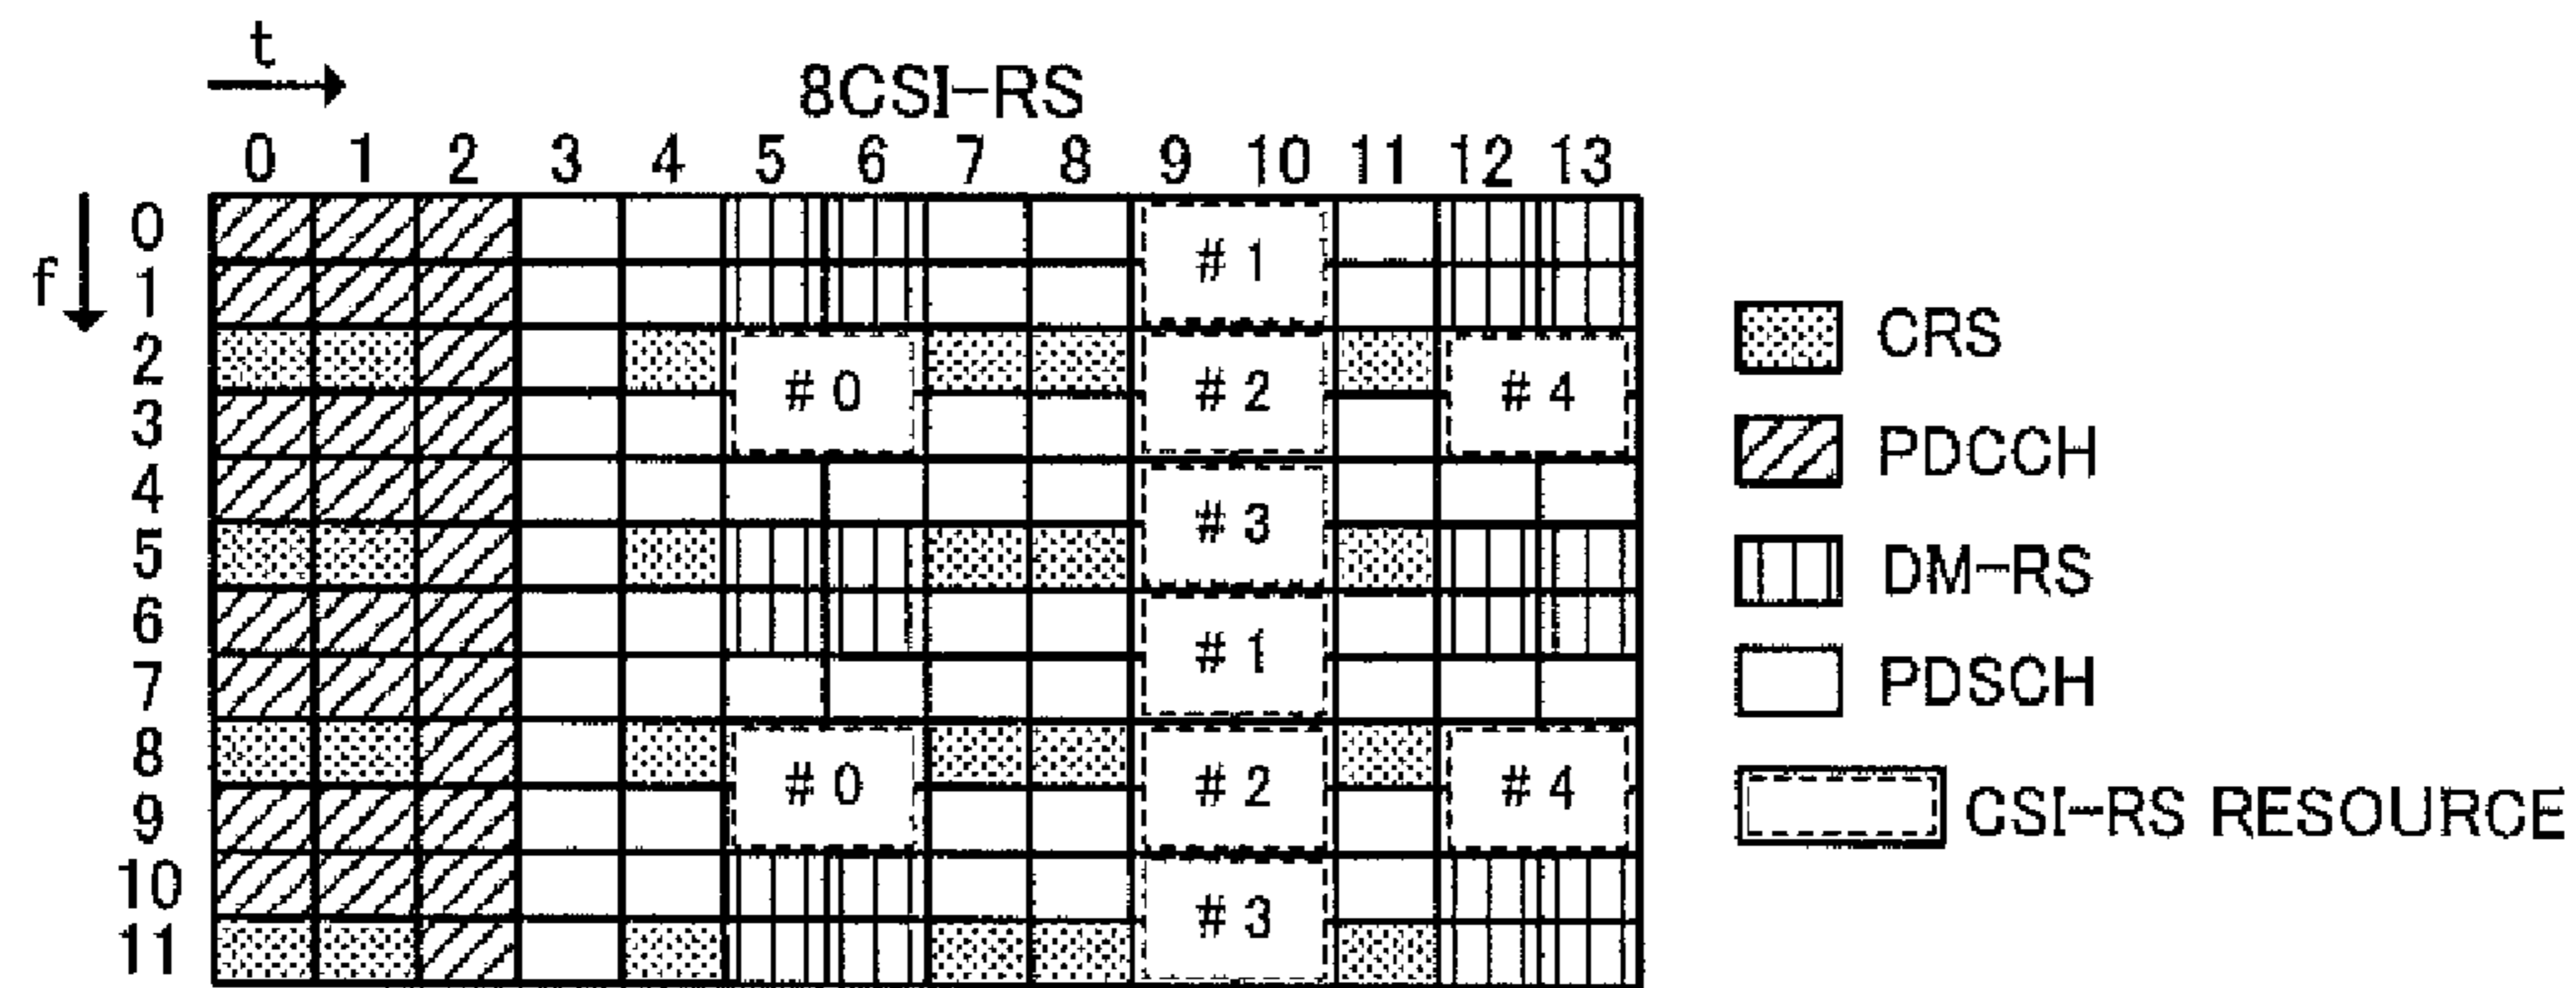 t
8CSI-RS
0 1 2 3 4 5 6 7 8 9 10 11 12 13
f
0 #1
1
2 #0 #2 #4
3
4 #3
5
6 #1
7
8 #0 #2 #4
9
10 #3
11
CRS
PDCCH
DM-RS
PDSCH
CSI-RS RESOURCE